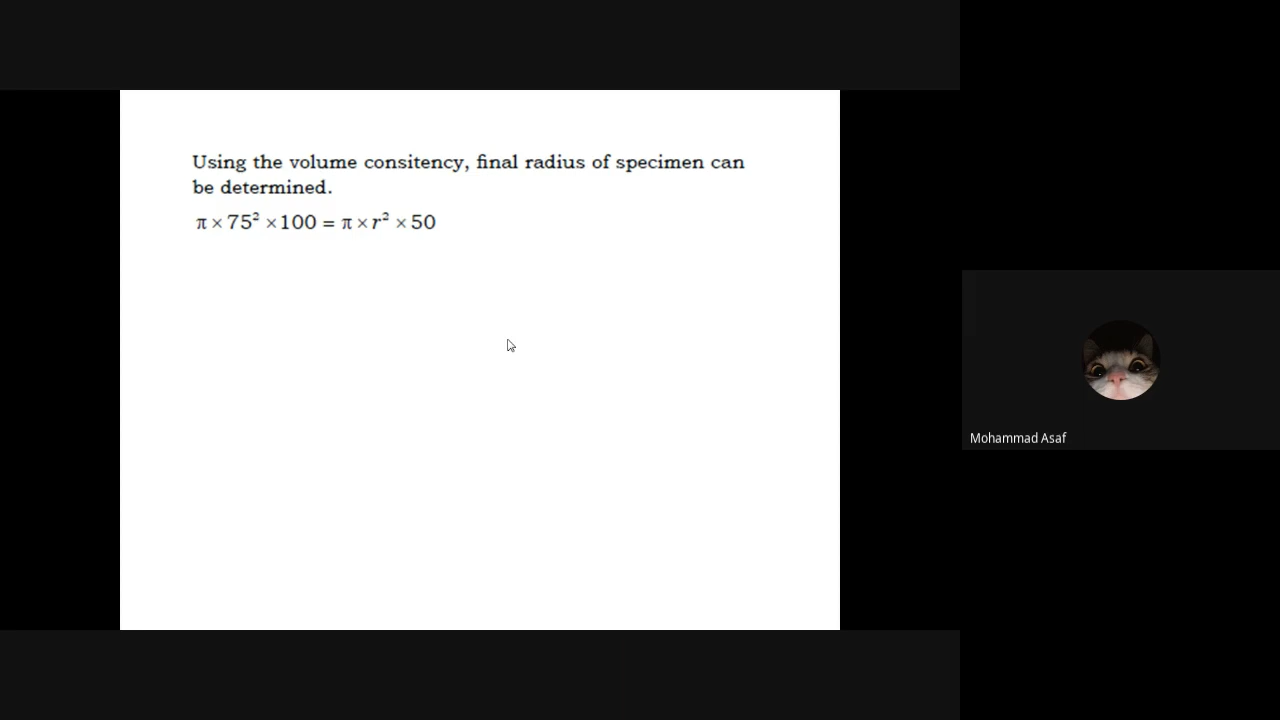 Using the volume consitency, final radius of specimen can
be determined.
π × 75² × 100 = π × r² × 50
Mohammad Asaf